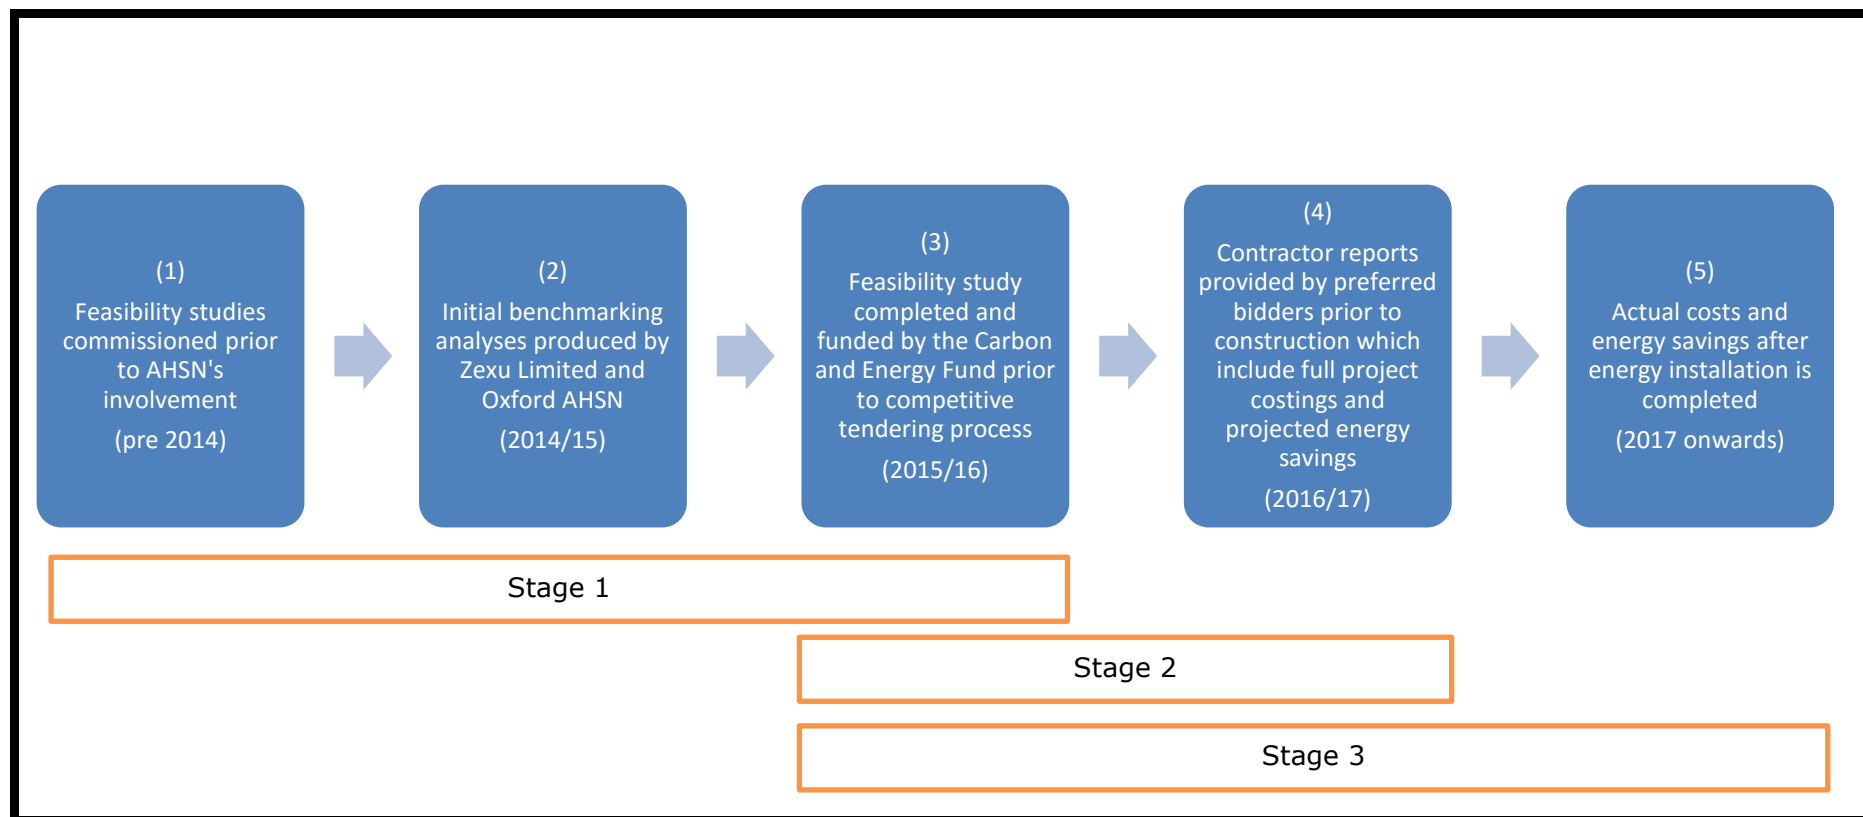 (1)
Feasibility studies
commissioned prior
to AHSN's
involvement
(pre 2014)
(2)
Initial benchmarking
analyses produced by
Zexu Limited and
Oxford AHSN
(2014/15)
(3)
Feasibility study
completed and
funded by the Carbon
and Energy Fund prior
to competitive
tendering process
(2015/16)
(4)
Contractor reports
provided by preferred
bidders prior to
construction which
include full project
costings and
projected energy
savings
(2016/17)
(5)
Actual costs and
energy savings after
energy installation is
completed
(2017 onwards)
Stage 1
Stage 2
Stage 3